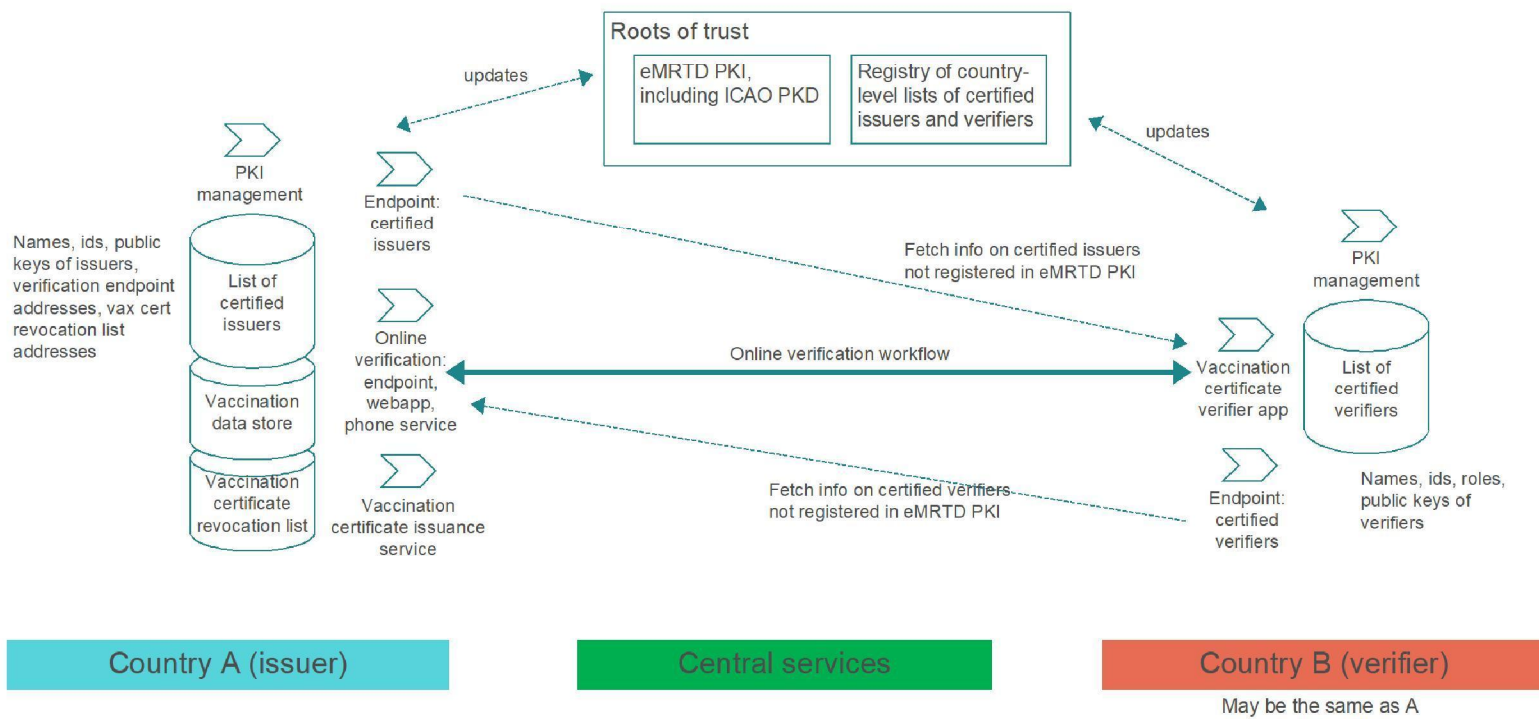 Roots of trust
eMRTD PKI,
including ICAO PKD
Registry of country-
level lists of certified
issuers and verifiers
updates
updates
PKI
management
Endpoint:
certified
issuers
Names, ids, public
keys of issuers,
verification endpoint
addresses, vax cert
revocation list
addresses
List of
certified
issuers
Fetch info on certified issuers
not registered in eMRTD PKI
PKI
management
Online
verification:
endpoint,
webapp,
phone service
Online verification workflow
Vaccination
certificate
verifier app
List of
certified
verifiers
Vaccination
data store
Vaccination
certificate
revocation list
Vaccination
certificate issuance
service
Fetch info on certified verifiers
not registered in eMRTD PKI
Endpoint:
certified
verifiers
Names, ids, roles,
public keys of
verifiers
Country A (issuer)
Central services
Country B (verifier)
May be the same as A